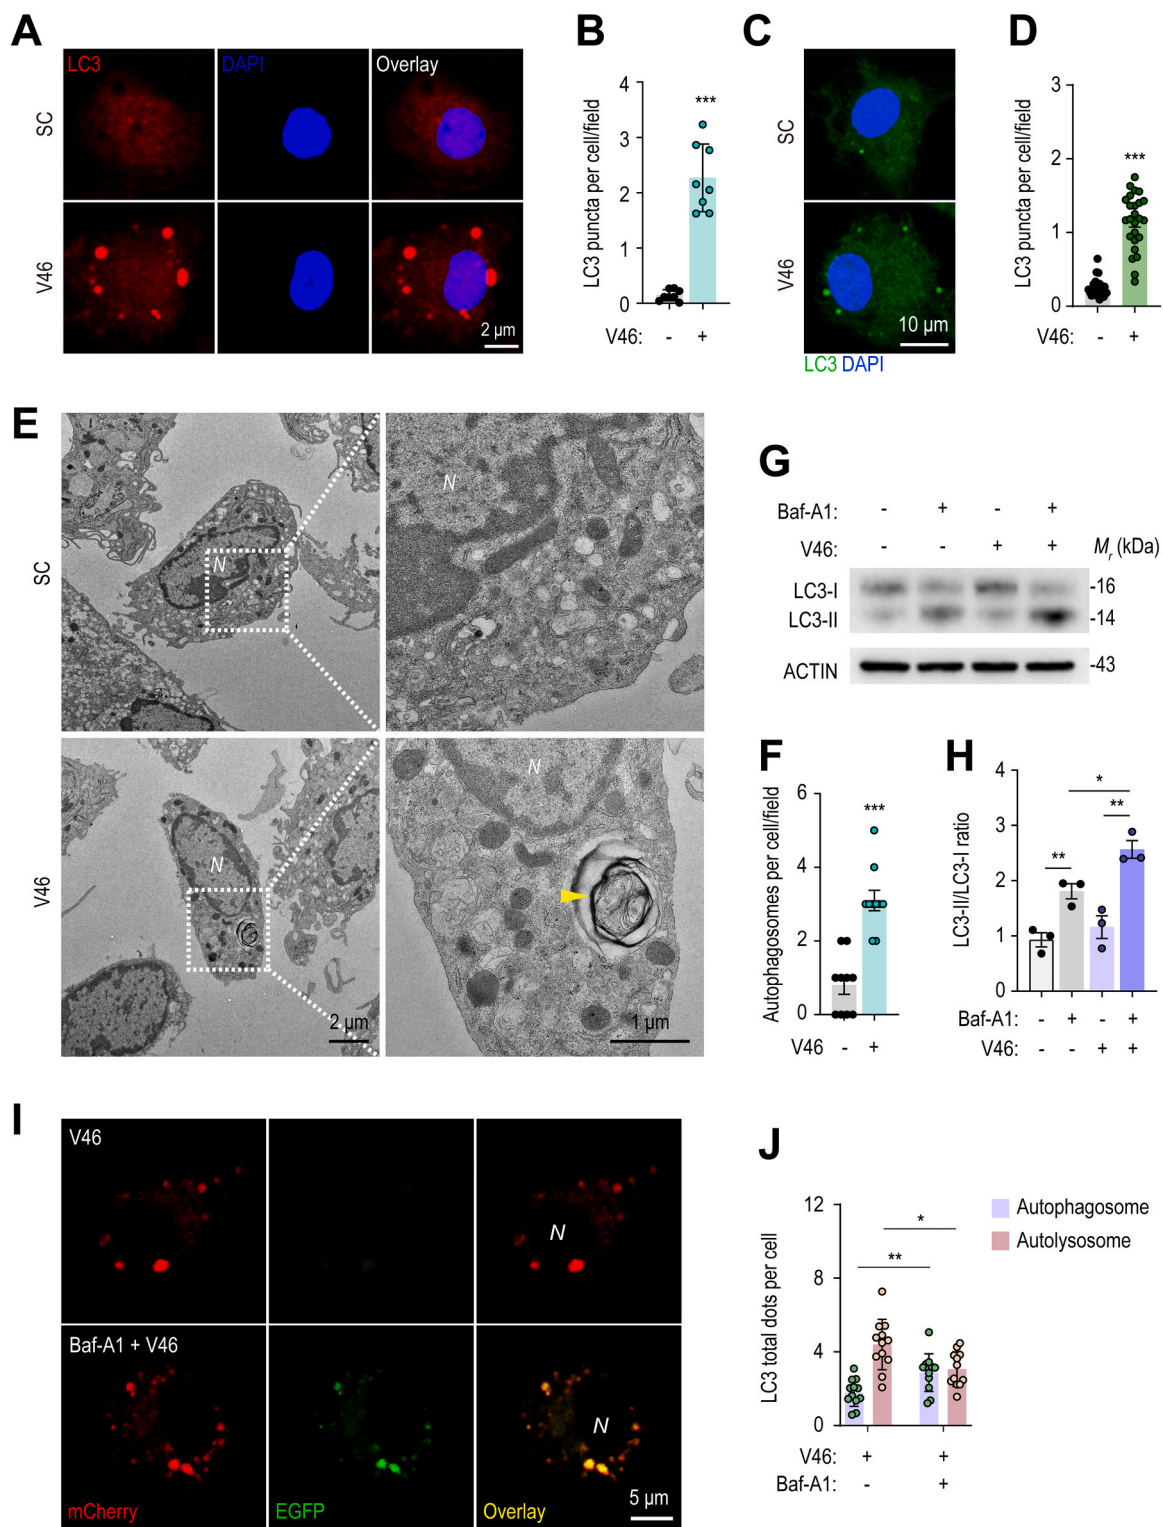 A
LC3
DAPI
Overlay
SC
V46
2 µm
B
LC3 puncta per cell/field
4
3
2
1
0
***
V46:
-
+
C
SC
V46
10 µm
LC3 DAPI
D
LC3 puncta per cell/field
3
2
1
0
***
V46:
-
+
E
SC
N
N
V46
N
N
2 µm
1 µm
G
Baf-A1: - + - +
V46: - - + + Mr (kDa)
LC3-I -16
LC3-II -14
ACTIN -43
F
Autophagosomes per cell/field
6
4
2
0
***
V46 - +
H
LC3-II/LC3-I ratio
4
3
2
1
0
*
**
**
Baf-A1: - + - +
V46: - - + +
I
V46
N
Baf-A1 + V46
N
mCherry
EGFP
Overlay
5 µm
J
LC3 total dots per cell
12
8
4
0
*
**
Autophagosome
Autolysosome
V46: + +
Baf-A1: - +